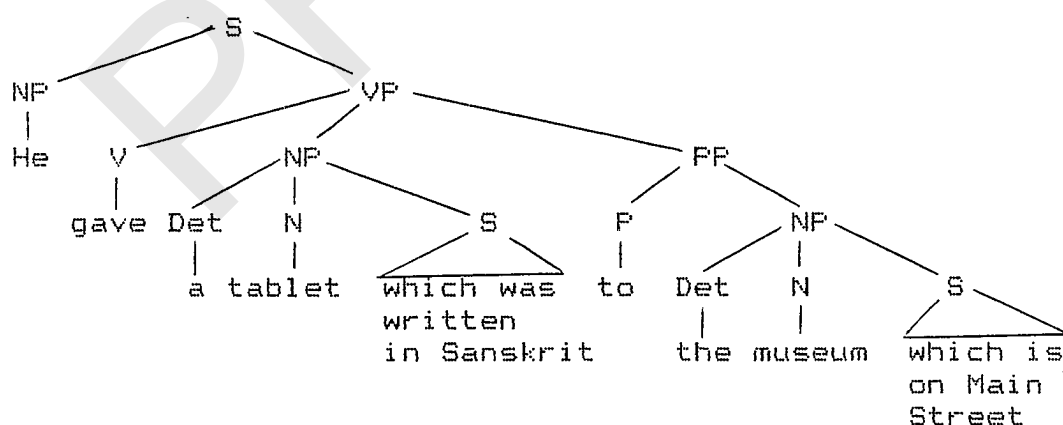 S
NP VP
He V NP PP
gave Det N S P NP
a tablet which was to Det N S
written
in Sanskrit the museum which is
on Main
Street